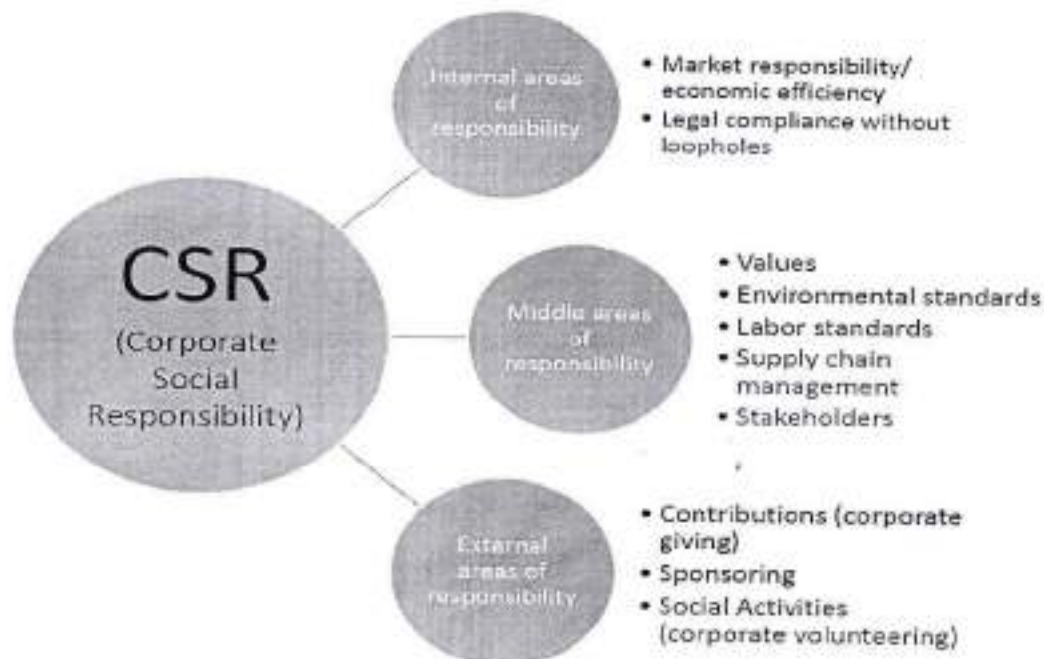 Internal areas
of
responsibility
• Market responsibility/
economic efficiency
• Legal compliance without
loopholes
CSR
(Corporate
Social
Responsibility)
Middle areas
of
responsibility
• Values
• Environmental standards
• Labor standards
• Supply chain
management
• Stakeholders
External
areas of
responsibility
• Contributions (corporate
giving)
• Sponsoring
• Social Activities
(corporate volunteering)